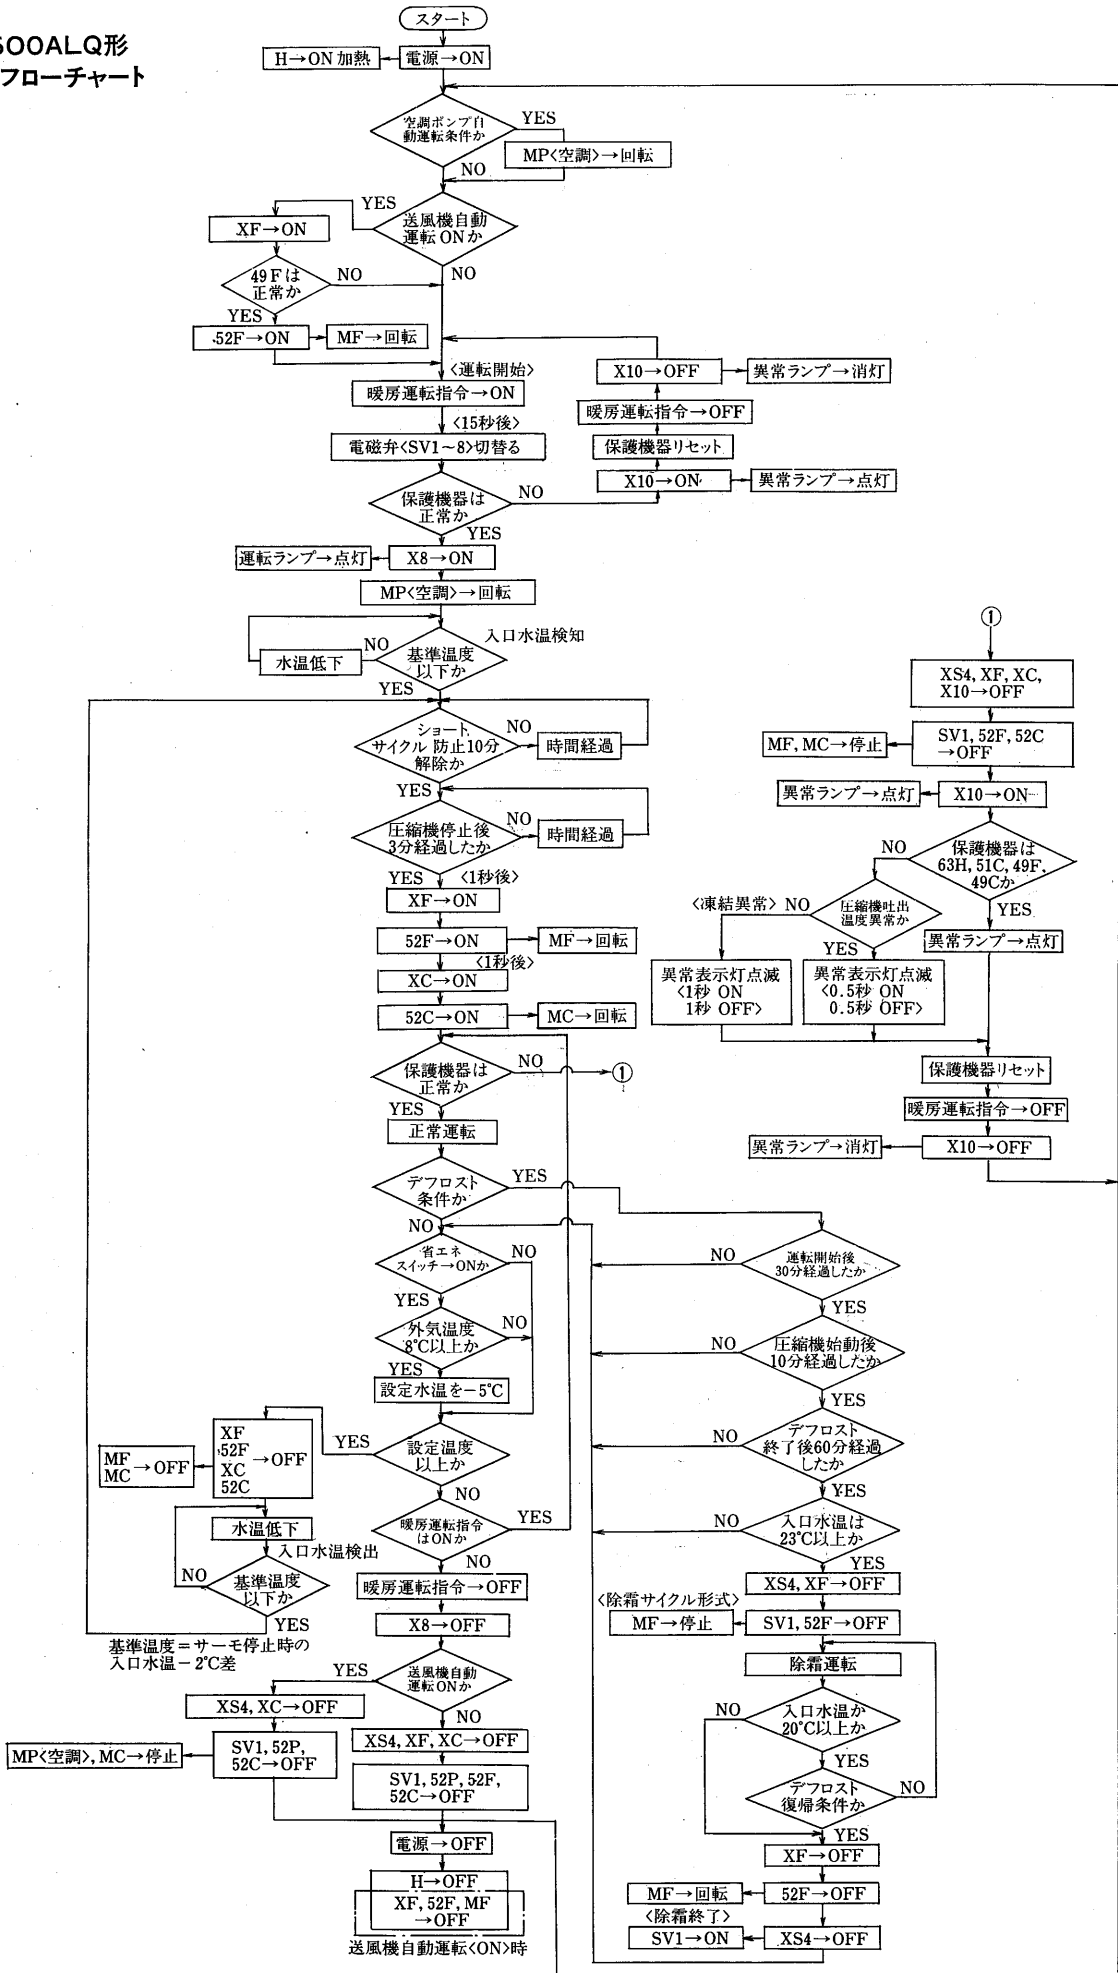 500ALQ形
フローチャート
スタート
H→ON 加熱
電源→ON
空調ポンプ自
動運転条件か
YES
MP<空調>→回転
NO
送風機自動
運転ONか
YES
XF→ON
NO
49Fは
正常か
NO
YES
52F→ON
MF→回転
<運転開始>
暖房運転指令→ON
<15秒後>
電磁弁<SV1~8>切替る
保護機器は
正常か
NO
X10→ON
異常ランプ→点灯
保護機器リセット
暖房運転指令→OFF
X10→OFF
異常ランプ→消灯
YES
運転ランプ→点灯
X8→ON
MP<空調>→回転
入口水温検知
基準温度
以下か
NO
水温低下
YES
ショート
サイクル 防止10分
解除か
NO
時間経過
YES
圧縮機停止後
3分経過したか
NO
時間経過
YES
<1秒後>
XF→ON
52F→ON
MF→回転
<1秒後>
XC→ON
52C→ON
MC→回転
保護機器は
正常か
NO
①
YES
正常運転
デフロスト
条件か
YES
NO
省エネ
スイッチ→ONか
NO
YES
外気温度
8℃以上か
NO
YES
設定水温を-5℃
設定温度
以上か
YES
XF
52F
XC
52C
→OFF
MF
MC
→OFF
水温低下
入口水温検出
基準温度
以下か
NO
YES
基準温度=サーモ停止時の
入口水温-2℃差
NO
暖房運転指令
はONか
YES
NO
暖房運転指令→OFF
X8→OFF
送風機自動
運転ONか
YES
XS4, XC→OFF
SV1, 52P,
52C→OFF
MP<空調>, MC→停止
NO
XS4, XF, XC→OFF
SV1, 52P, 52F,
52C→OFF
電源→OFF
H→OFF
XF, 52F, MF
→OFF
送風機自動運転<ON>時
①
XS4, XF, XC,
X10→OFF
SV1, 52F, 52C
→OFF
MF, MC→停止
X10→ON
異常ランプ→点灯
保護機器は
63H, 51C, 49F,
49Cか
NO
YES
異常ランプ→点灯
圧縮機吐出
温度異常か
<凍結異常>
NO
YES
異常表示灯点滅
<1秒 ON
1秒 OFF>
異常表示灯点滅
<0.5秒 ON
0.5秒 OFF>
保護機器リセット
暖房運転指令→OFF
X10→OFF
異常ランプ→消灯
運転開始後
30分経過したか
NO
YES
圧縮機始動後
10分経過したか
NO
YES
デフロスト
終了後60分経過
したか
NO
YES
入口水温は
23℃以上か
NO
YES
XS4, XF→OFF
<除霜サイクル形式>
SV1, 52F→OFF
MF→停止
除霜運転
入口水温か
20℃以上か
NO
YES
デフロスト
復帰条件か
NO
YES
XF→OFF
52F→OFF
MF→回転
<除霜終了>
XS4→OFF
SV1→ON